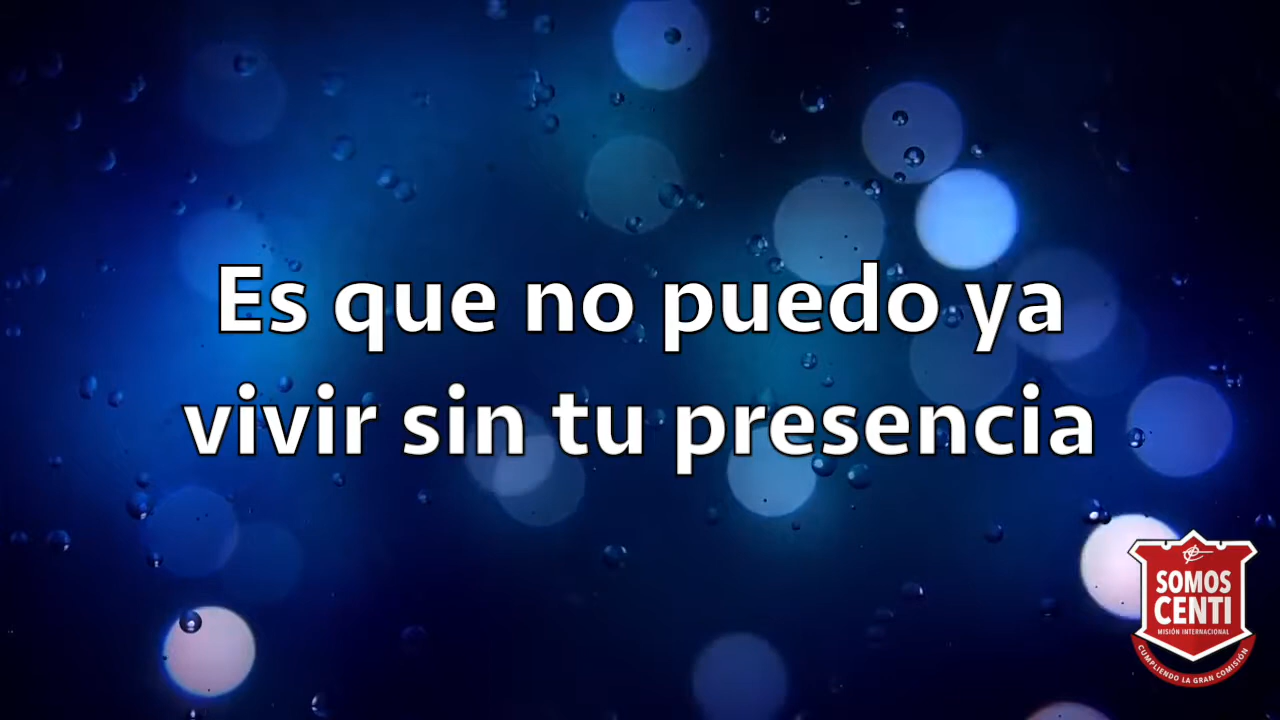 Es que no puedo ya
vivir sin tu presencia
SOMOS
CENTI
MISIÓN INTERNACIONAL
CUMPLIENDO LA GRAN COMISIÓN